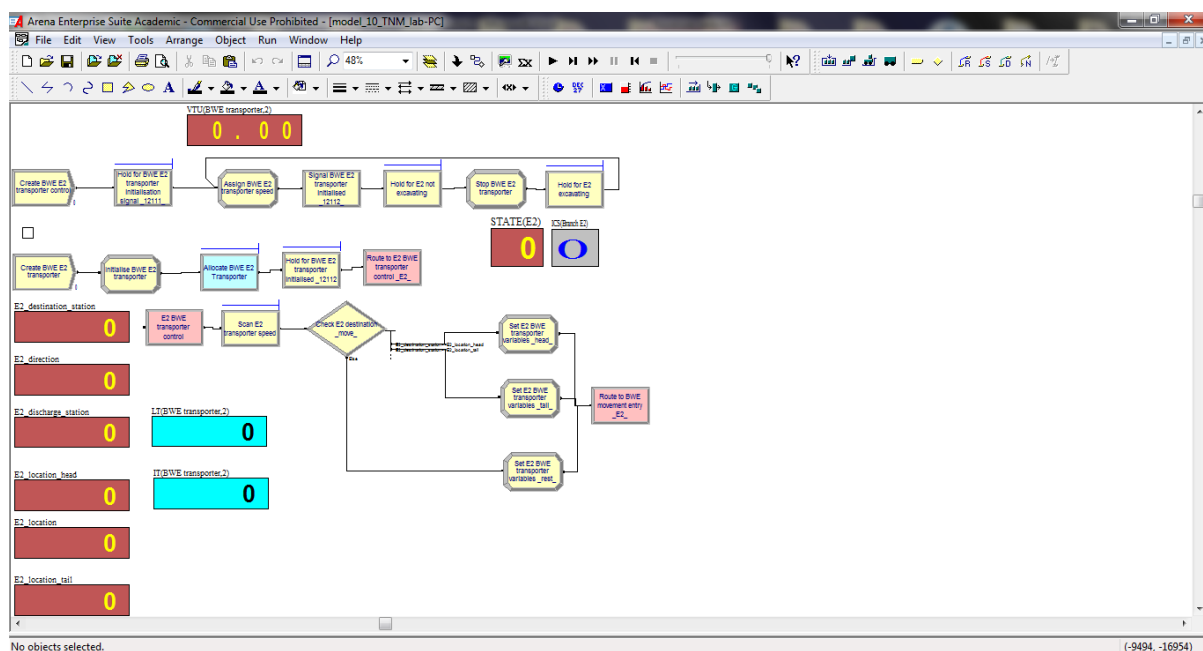 Arena Enterprise Suite Academic - Commercial Use Prohibited - [model_10_TNM_lab-PC]
File Edit View Tools Arrange Object Run Window Help
48%
VTU(BWE transporter,2)
0.00
Create BWE E2
transporter control
Hold for BWE E2
transporter
initialisation
signal _12111_
Assign BWE E2
transporter speed
Signal BWE E2
transporter
initialised
_12112_
Hold for E2 not
excavating
Stop BWE E2
transporter
Hold for E2
excavating
STATE(E2)
0
ICS(Branch E2)
0
Create BWE E2
transporter
Initialise BWE E2
transporter
Allocate BWE E2
Transporter
Hold for BWE E2
transporter
initialised _12112
Route to E2 BWE
transporter
control _E2_
E2_destination_station
0
E2 BWE
transporter
control
Scan E2
transporter speed
Check E2 destination
_move_
E2_destination_station==E2_location_head
E2_destination_station==E2_location_tail
Else
Set E2 BWE
transporter
variables _head_
Set E2 BWE
transporter
variables _tail_
Set E2 BWE
transporter
variables _rest_
Route to BWE
movement entry
_E2_
E2_direction
0
E2_discharge_station
0
LT(BWE transporter,2)
0
E2_location_head
0
IT(BWE transporter,2)
0
E2_location
0
E2_location_tail
0
No objects selected.
(-9494, -16954)